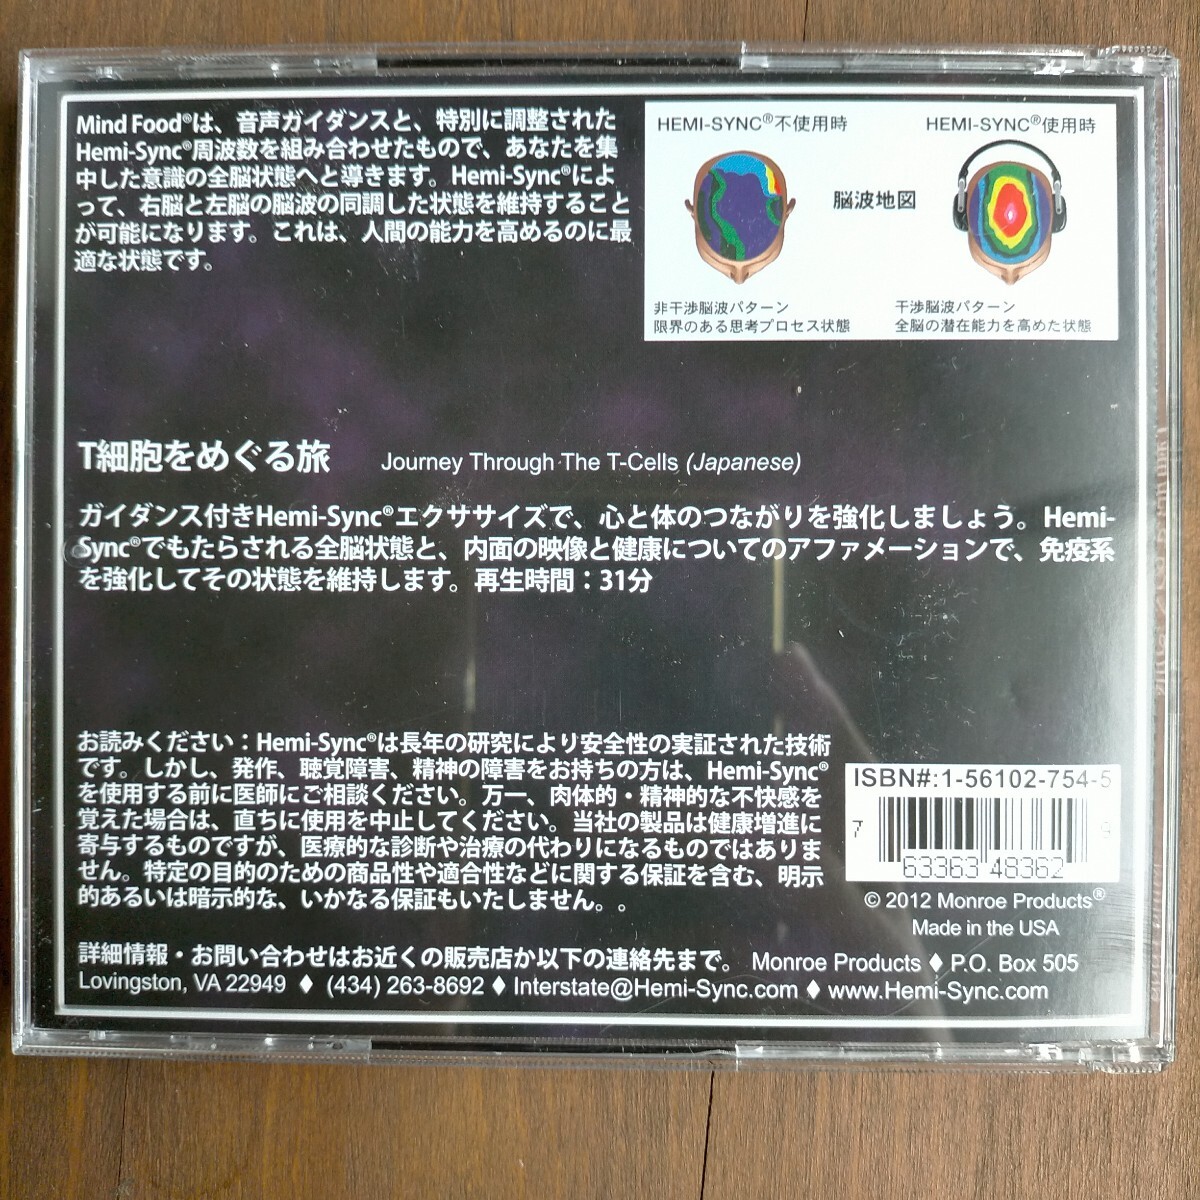 Mind Food®は、音声ガイダンスと、特別に調整された
Hemi-Sync®周波数を組み合わせたもので、あなたを集
中した意識の全脳状態へと導きます。Hemi-Sync®によ
って、右脳と左脳の脳波の同調した状態を維持すること
が可能になります。これは、人間の能力を高めるのに最
適な状態です。
HEMI-SYNC®不使用時
HEMI-SYNC®使用時
脳波地図
非干渉脳波パターン
限界のある思考プロセス状態
干渉脳波パターン
全脳の潜在能力を高めた状態
T細胞をめぐる旅 Journey Through The T-Cells (Japanese)
ガイダンス付きHemi-Sync®エクササイズで、心と体のつながりを強化しましょう。Hemi-
Sync®でもたらされる全脳状態と、内面の映像と健康についてのアファメーションで、免疫系
を強化してその状態を維持します。再生時間：31分
お読みください：Hemi-Sync®は長年の研究により安全性の実証された技術
です。しかし、発作、聴覚障害、精神の障害をお持ちの方は、Hemi-Sync®
を使用する前に医師にご相談ください。万一、肉体的・精神的な不快感を
覚えた場合は、直ちに使用を中止してください。当社の製品は健康増進に
寄与するものですが、医療的な診断や治療の代わりになるものではありま
せん。特定の目的のための商品性や適合性などに関する保証を含む、明示
的あるいは暗示的な、いかなる保証もいたしません。。
ISBN#:1-56102-754-5
7 63363 48362 9
© 2012 Monroe Products®
Made in the USA
詳細情報・お問い合わせはお近くの販売店か以下の連絡先まで。 Monroe Products ♦ P.O. Box 505
Lovingston, VA 22949 ♦ (434) 263-8692 ♦ Interstate@Hemi-Sync.com ♦ www.Hemi-Sync.com